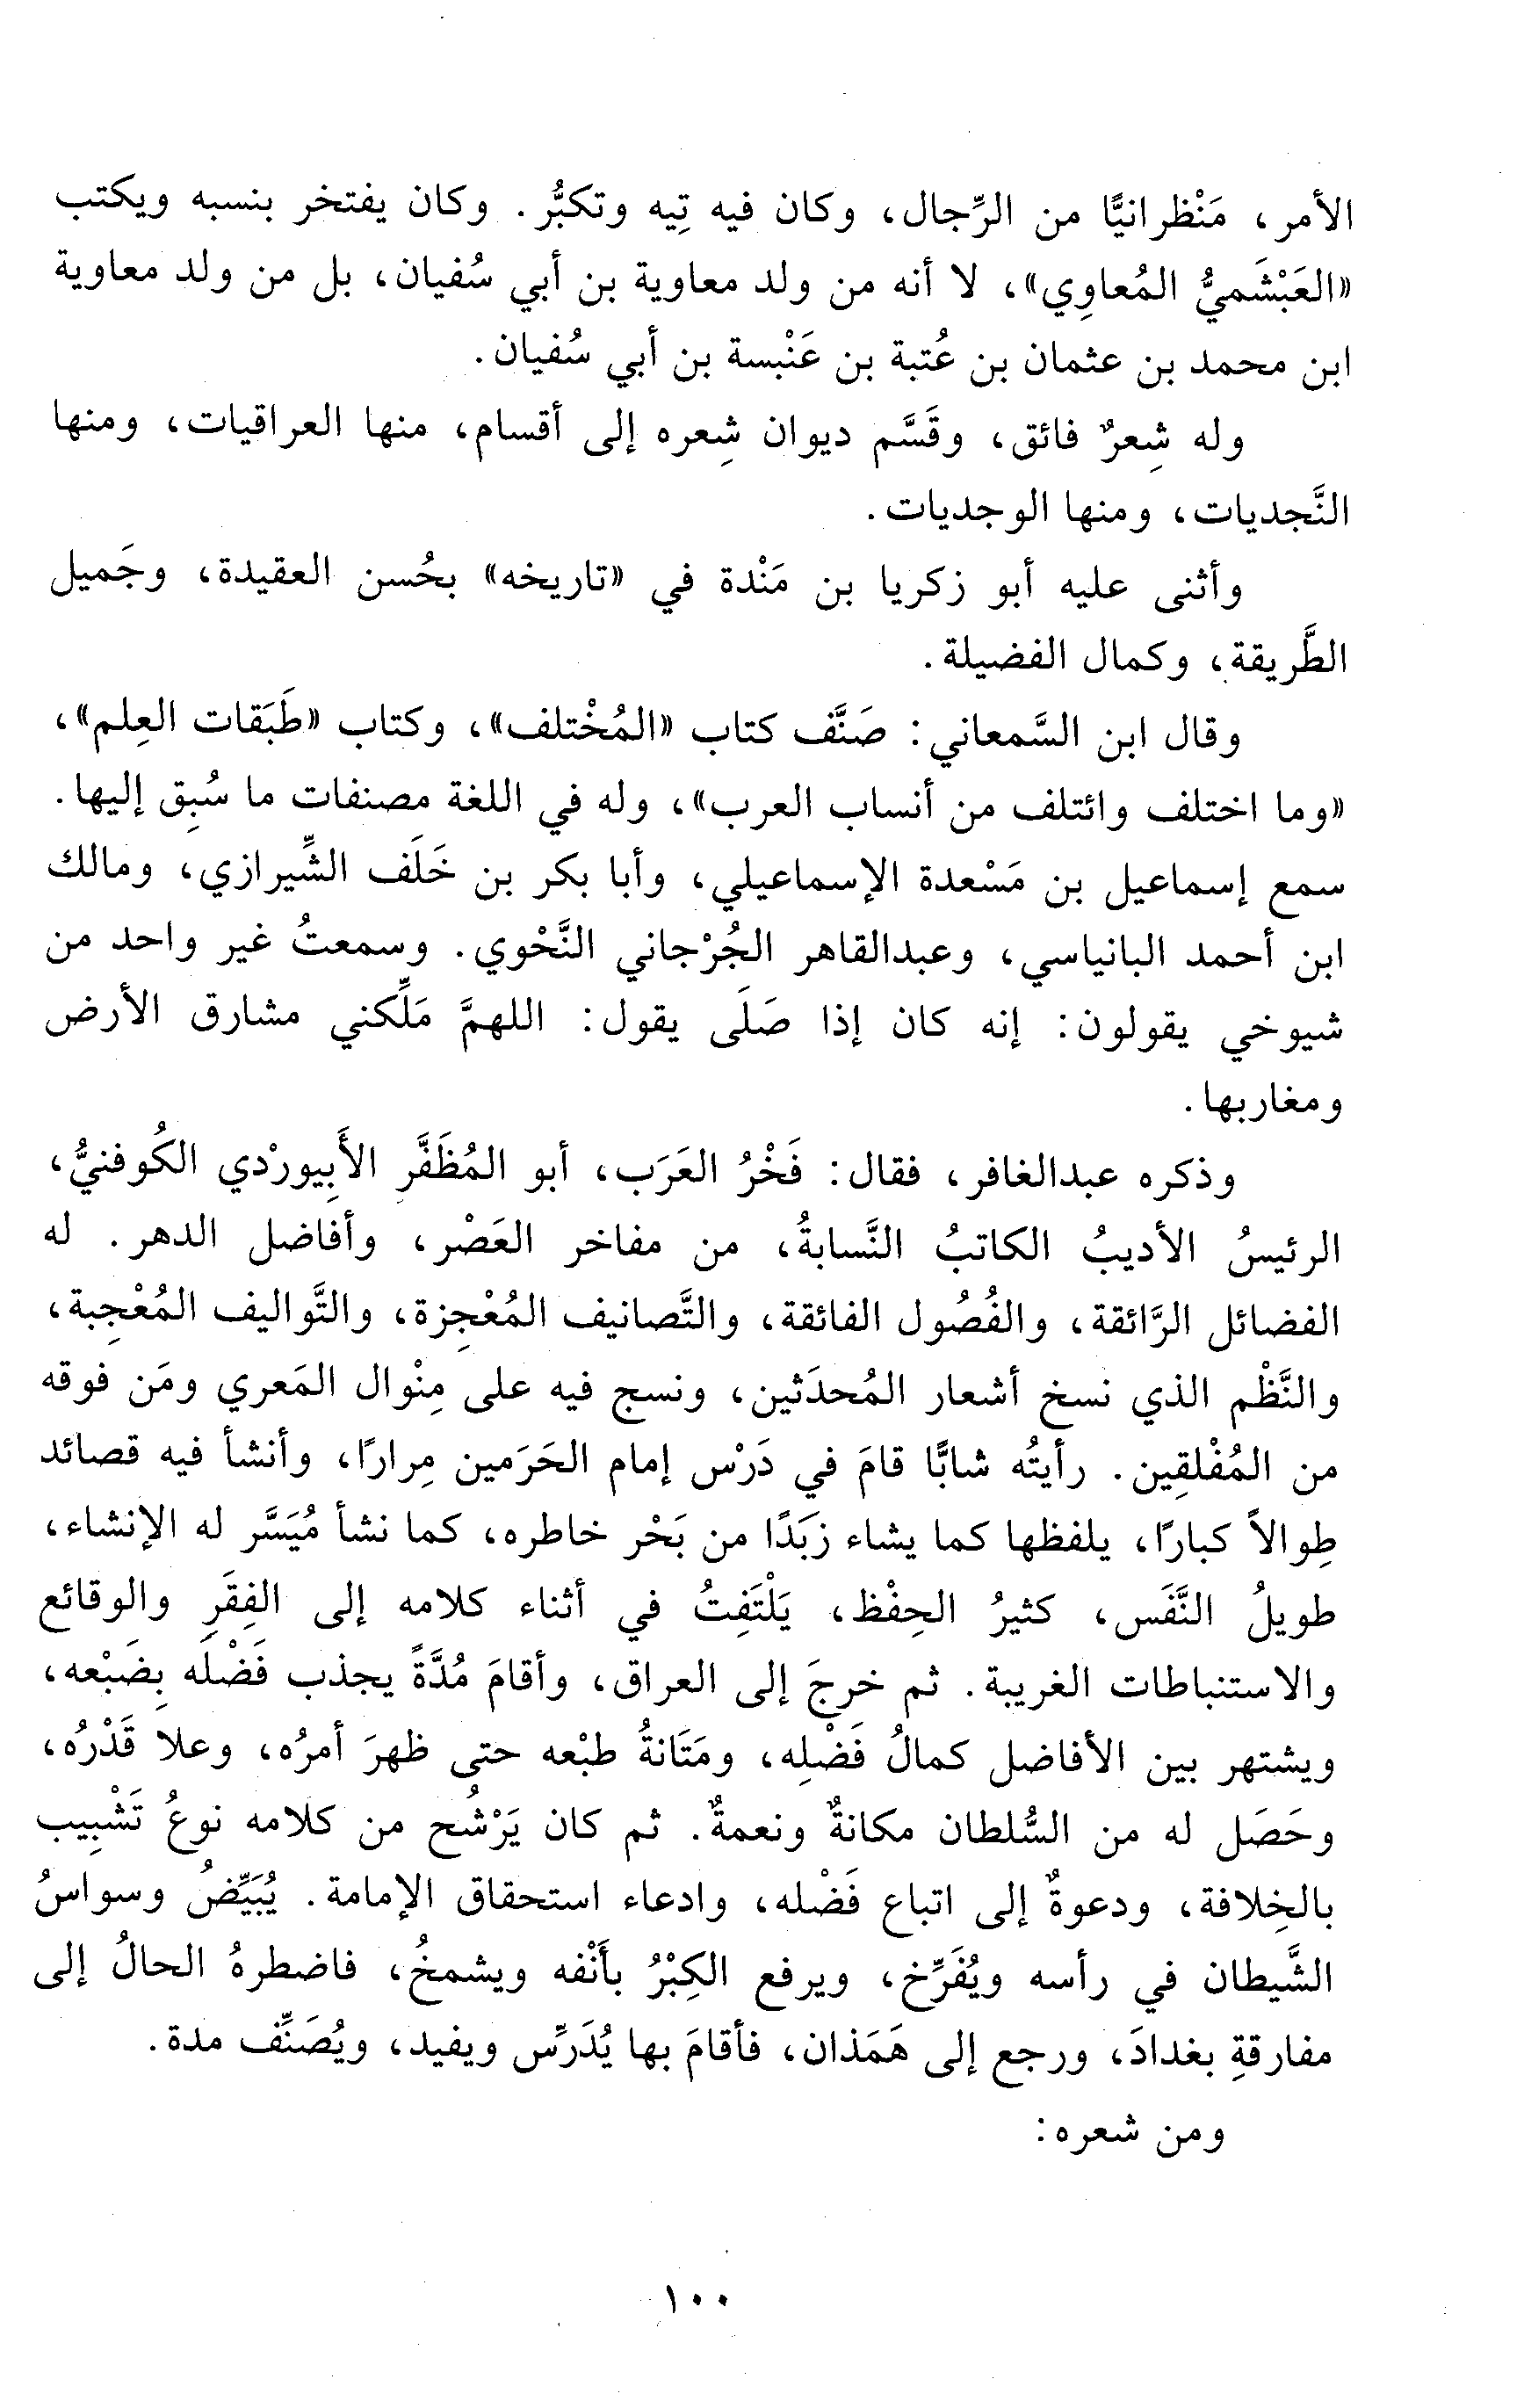 الأمر، مَنْظرانيًّا من الرِّجال، وكان فيه تِيه وتكبُّر. وكان يفتخر بنسبه ويكتب
«العَبْشَميُّ المُعاوِي»، لا أنه من ولد معاوية بن أبي سُفيان، بل من ولد معاوية
ابن محمد بن عثمان بن عُتبة بن عَنْبسة بن أبي سُفيان.
وله شِعرٌ فائق، وقَسَّم ديوان شِعره إلى أقسام، منها العراقيات، ومنها
النَّجديات، ومنها الوجديات.
وأثنى عليه أبو زكريا بن مَنْدة في «تاريخه» بحُسن العقيدة، وجَميل
الطَّريقة، وكمال الفضيلة.
وقال ابن السَّمعاني: صَنَّف كتاب «المُخْتلف»، وكتاب «طَبَقات العِلم»،
«وما اختلف وائتلف من أنساب العرب»، وله في اللغة مصنفات ما سُبِق إليها.
سمع إسماعيل بن مَسْعدة الإسماعيلي، وأبا بكر بن خَلَف الشِّيرازي، ومالك
ابن أحمد البانياسي، وعبدالقاهر الجُرْجاني النَّحْوي. وسمعتُ غير واحد من
شيوخي يقولون: إنه كان إذا صَلَى يقول: اللهمَّ مَلِّكني مشارق الأرض
ومغاربها.
وذكره عبدالغافر، فقال: فَخْرُ العَرَب، أبو المُظَفَّر الأَبِيورْدي الكُوفنيُّ،
الرئيسُ الأديبُ الكاتبُ النَّسابةُ، من مفاخر العَصْر، وأفاضل الدهر. له
الفضائل الرَّائقة، والفُصُول الفائقة، والتَّصانيف المُعْجِزة، والتَّواليف المُعْجِبة،
والنَّظْم الذي نسخ أشعار المُحدَثين، ونسج فيه على مِنْوال المَعري ومَن فوقه
من المُفْلقِين. رأيتُه شابًّا قامَ في دَرْس إمام الحَرَمين مِرارًا، وأنشأ فيه قصائد
طِوالاً كبارًا، يلفظها كما يشاء زبَدًا من بَحْر خاطره، كما نشأ مُيَسَّر له الإنشاء،
طويلُ النَّفَس، كثيرُ الحِفْظ، يَلْتَفِتُ في أثناء كلامه إلى الفِقَرِ والوقائع
والاستنباطات الغريبة. ثم خرجَ إلى العراق، وأقامَ مُدَّةً يجذب فَضْلَه بِضَبْعه،
ويشتهر بين الأفاضل كمالُ فَضْلِه، ومَتَانةُ طبْعه حتى ظهرَ أمرُه، وعلا قَدْرُه،
وحَصَل له من السُّلطان مكانةٌ ونعمةٌ. ثم كان يَرْشُح من كلامه نوعُ تَشْبِيب
بالخِلافة، ودعوةٌ إلى اتباع فَضْله، وادعاء استحقاق الإمامة. يُبَيِّضُ وسواسُ
الشَّيطان في رأسه ويُفَرِّخ، ويرفع الكِبْرُ بأَنْفه ويشمخُ، فاضطرهُ الحالُ إلى
مفارقةِ بغدادَ، ورجع إلى هَمَذان، فأقامَ بها يُدَرِّس ويفيد، ويُصَنِّف مدة.
ومن شعره:
١٠٠